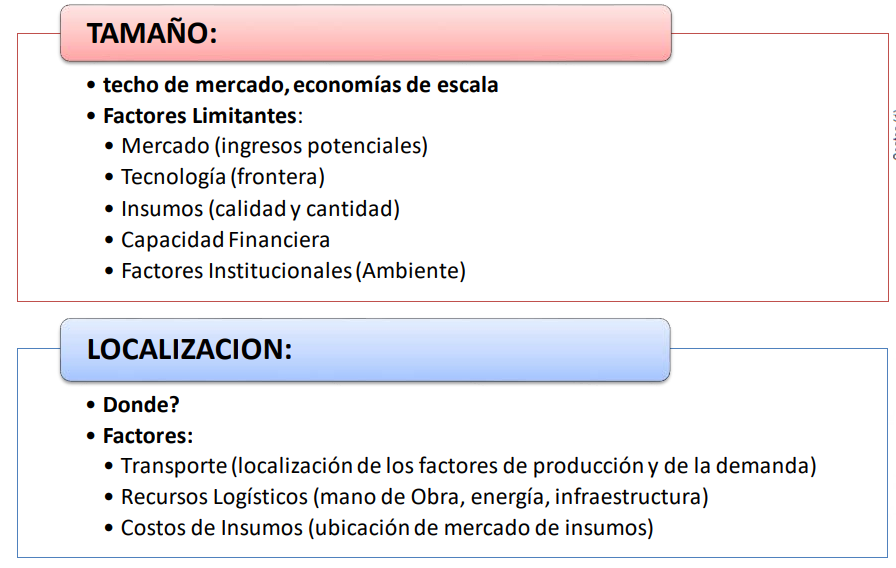 TAMAÑO:
• techo de mercado, economías de escala
• Factores Limitantes:
• Mercado (ingresos potenciales)
• Tecnología (frontera)
• Insumos (calidad y cantidad)
• Capacidad Financiera
• Factores Institucionales (Ambiente)
LOCALIZACION:
• Donde?
• Factores:
• Transporte (localización de los factores de producción y de la demanda)
• Recursos Logísticos (mano de Obra, energía, infraestructura)
• Costos de Insumos (ubicación de mercado de insumos)